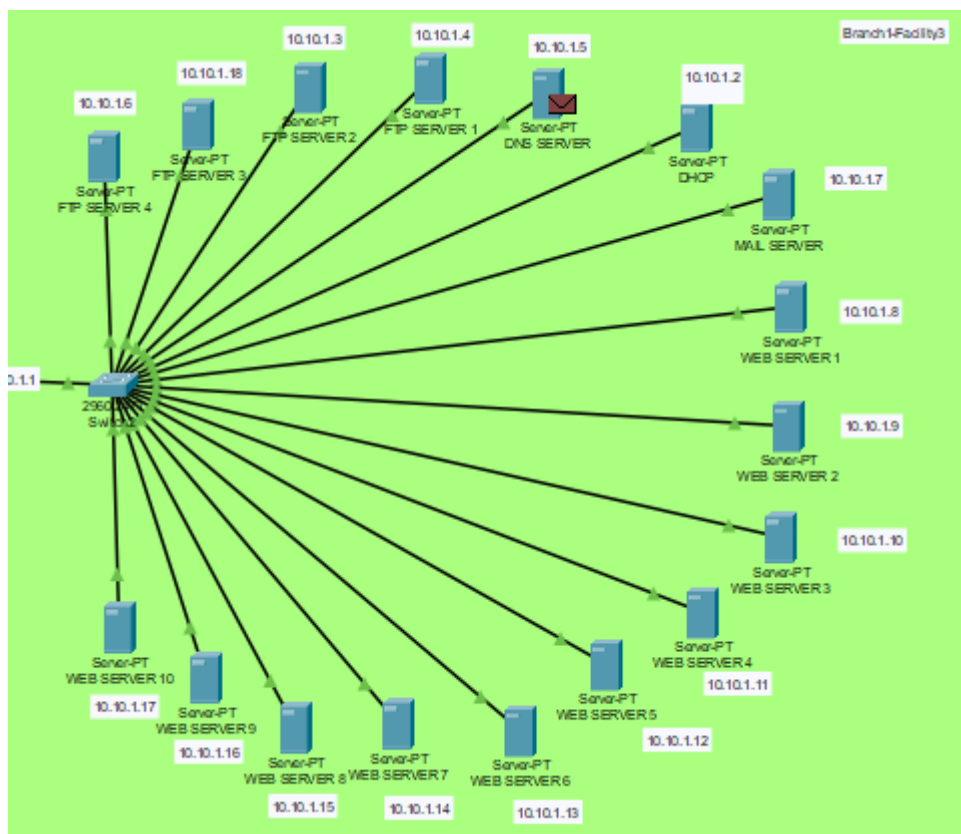 Branch1-Facility3
10.10.1.6
Server-PT
FTP SERVER 4
10.10.1.18
Server-PT
FTP SERVER 3
10.10.1.3
Server-PT
FTP SERVER 2
10.10.1.4
Server-PT
FTP SERVER 1
10.10.1.5
Server-PT
DNS SERVER
10.10.1.2
Server-PT
DHCP
10.10.1.7
Server-PT
MAIL SERVER
10.10.1.8
Server-PT
WEB SERVER 1
10.10.1.9
Server-PT
WEB SERVER 2
10.10.1.10
Server-PT
WEB SERVER 3
Server-PT
WEB SERVER 4
10.10.1.11
Server-PT
WEB SERVER 5
10.10.1.12
Server-PT
WEB SERVER 6
10.10.1.13
Server-PT
WEB SERVER 7
10.10.1.14
Server-PT
WEB SERVER 8
10.10.1.15
Server-PT
WEB SERVER 9
10.10.1.16
Server-PT
WEB SERVER 10
10.10.1.17
0.1.1